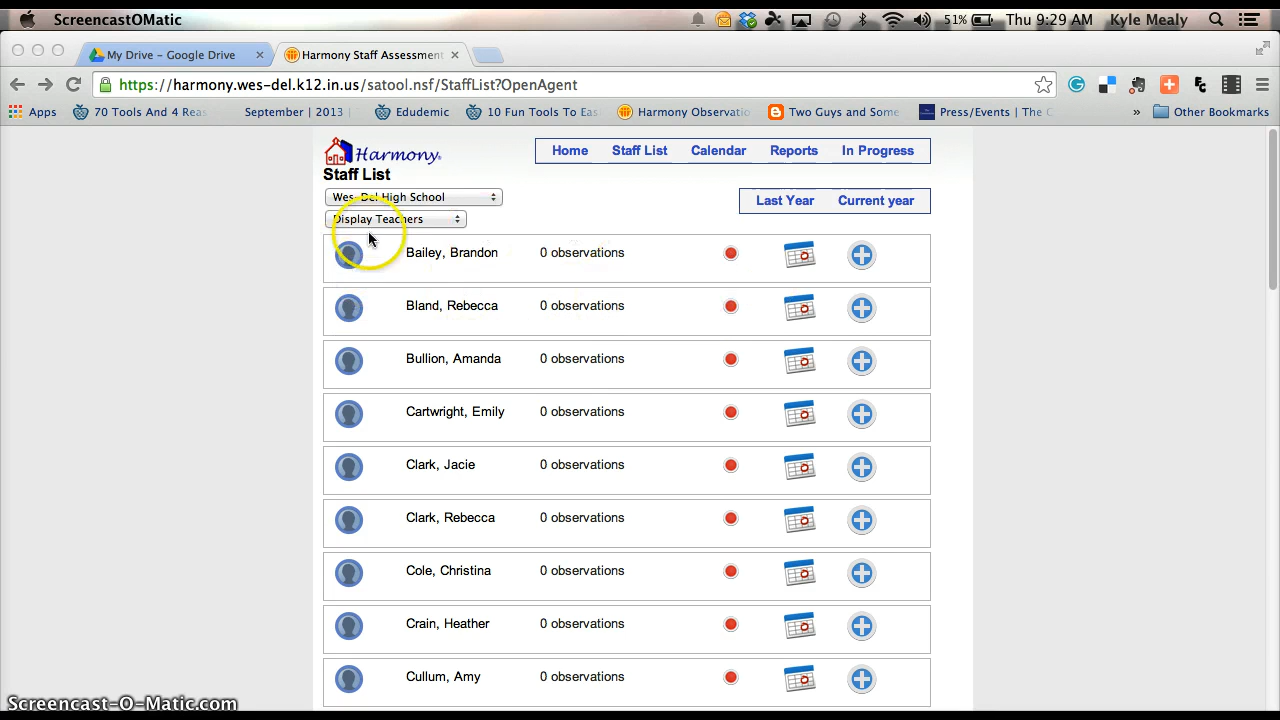 ScreencastOMatic
51%
Thu 9:29 AM
Kyle Mealy
My Drive – Google Drive
Harmony Staff Assessment
https://harmony.wes-del.k12.in.us/satool.nsf/StaffList?OpenAgent
Apps
70 Tools And 4 Reas
September | 2013 |
Edudemic
10 Fun Tools To Eas
Harmony Observatio
Two Guys and Some
Press/Events | The C
»
Other Bookmarks
Harmony
Home
Staff List
Calendar
Reports
In Progress
Staff List
Wes-Del High School
Last Year
Current year
Display Teachers
Bailey, Brandon 0 observations
Bland, Rebecca 0 observations
Bullion, Amanda 0 observations
Cartwright, Emily 0 observations
Clark, Jacie 0 observations
Clark, Rebecca 0 observations
Cole, Christina 0 observations
Crain, Heather 0 observations
Cullum, Amy 0 observations
Screencast-O-Matic.com